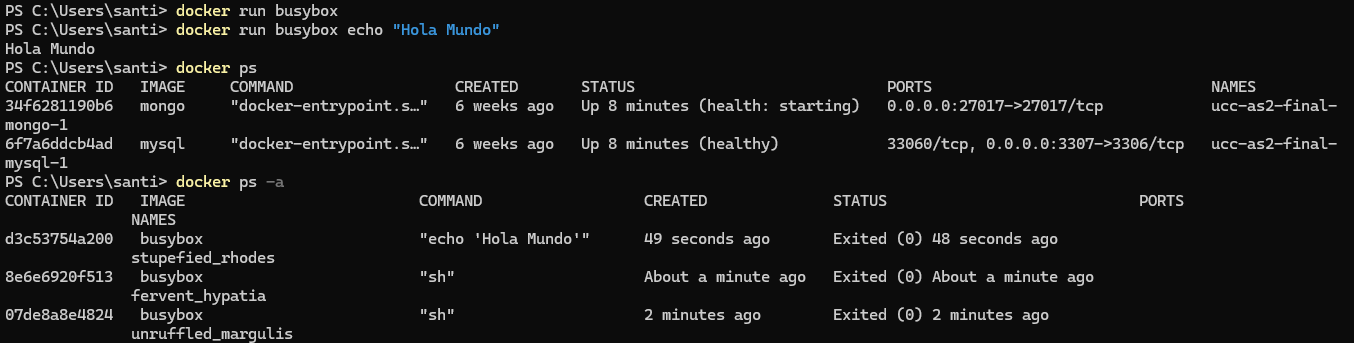 PS C:\Users\santi> docker run busybox
PS C:\Users\santi> docker run busybox echo "Hola Mundo"
Hola Mundo
PS C:\Users\santi> docker ps
CONTAINER ID   IMAGE     COMMAND                  CREATED       STATUS                            PORTS                               NAMES
34f6281190b6   mongo     "docker-entrypoint.s…"   6 weeks ago   Up 8 minutes (health: starting)   0.0.0.0:27017->27017/tcp            ucc-as2-final-
mongo-1
6f7a6ddcb4ad   mysql     "docker-entrypoint.s…"   6 weeks ago   Up 8 minutes (healthy)            33060/tcp, 0.0.0.0:3307->3306/tcp   ucc-as2-final-
mysql-1
PS C:\Users\santi> docker ps -a
CONTAINER ID   IMAGE                          COMMAND                  CREATED              STATUS                            PORTS
              NAMES
d3c53754a200   busybox                        "echo 'Hola Mundo'"      49 seconds ago       Exited (0) 48 seconds ago
              stupefied_rhodes
8e6e6920f513   busybox                        "sh"                     About a minute ago   Exited (0) About a minute ago
              fervent_hypatia
07de8a8e4824   busybox                        "sh"                     2 minutes ago        Exited (0) 2 minutes ago
              unruffled_margulis